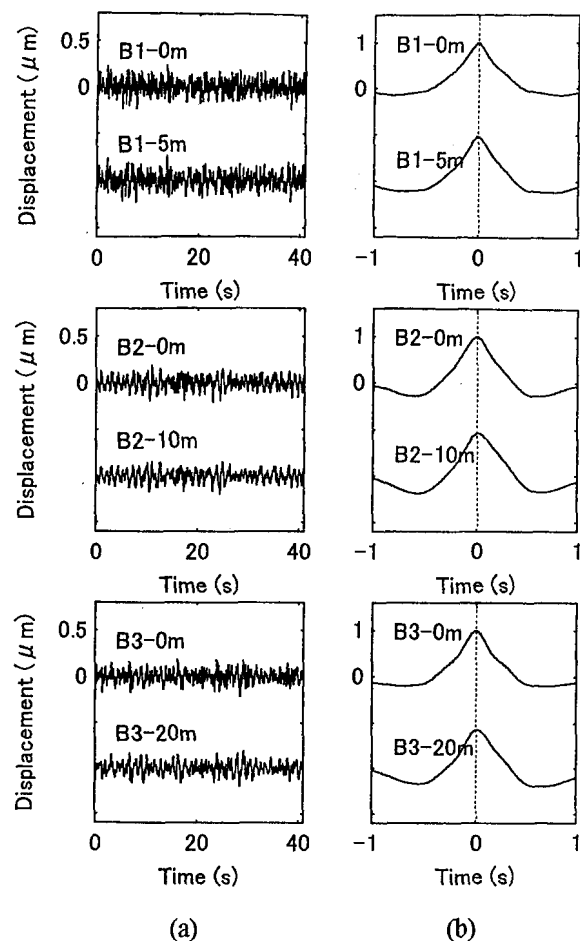 Displacement (μm)
0.5
0
B1-0m
B1-5m
0 20 40
Time (s)
1
0
B1-0m
B1-5m
-1 0 1
Time (s)
Displacement (μm)
0.5
0
B2-0m
B2-10m
0 20 40
Time (s)
1
0
B2-0m
B2-10m
-1 0 1
Time (s)
Displacement (μm)
0.5
0
B3-0m
B3-20m
0 20 40
Time (s)
1
0
B3-0m
B3-20m
-1 0 1
Time (s)
(a) (b)